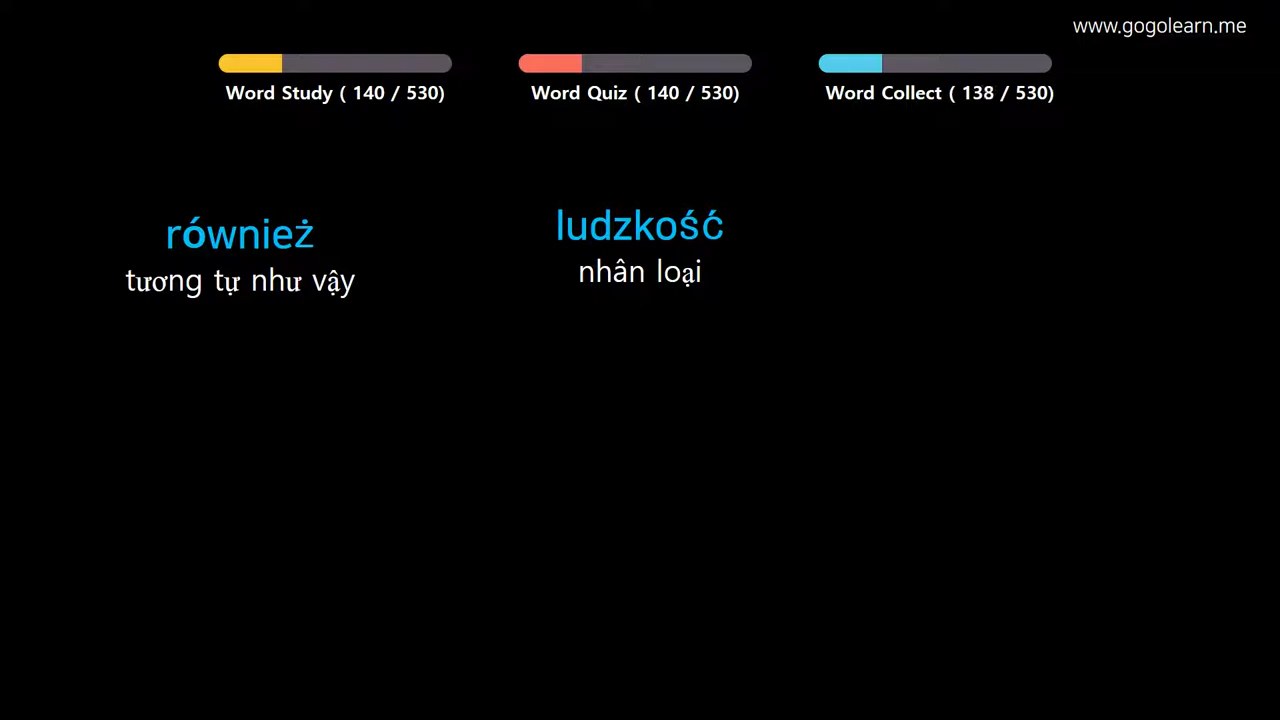 www.gogolearn.me
Word Study ( 140 / 530)
Word Quiz ( 140 / 530)
Word Collect ( 138 / 530)
również
tương tự như vậy
ludzkość
nhân loại